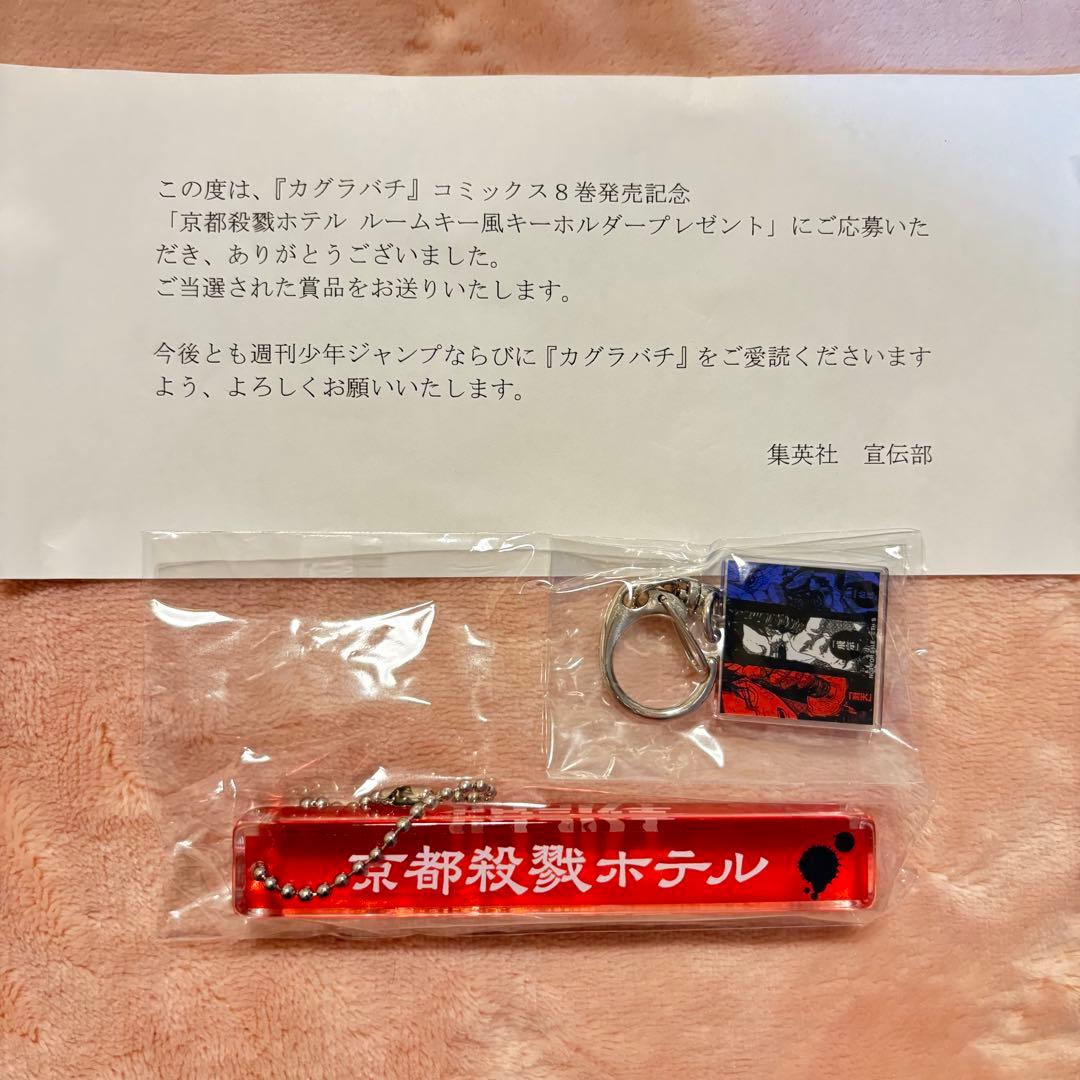 この度は、『カグラバチ』コミックス８巻発売記念
「京都殺戮ホテル ルームキー風キーホルダープレゼント」にご応募いた
だき、ありがとうございました。
ご当選された賞品をお送りいたします。
今後とも週刊少年ジャンプならびに『カグラバチ』をご愛読くださいます
よう、よろしくお願いいたします。
集英社　宣伝部
京都殺戮ホテル